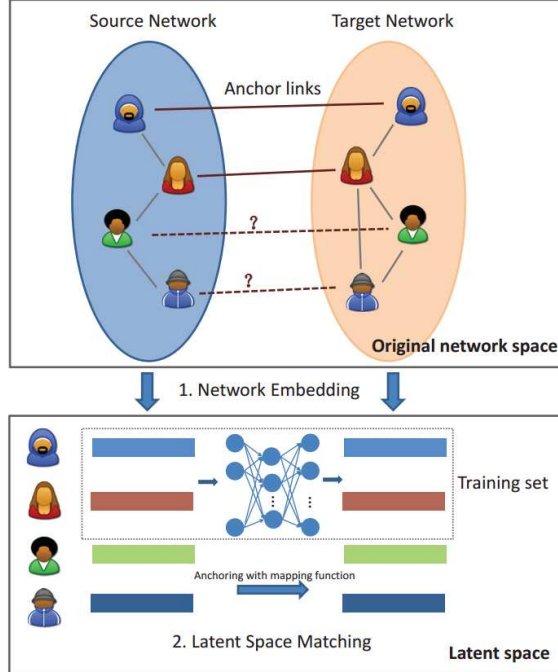 Source Network
Target Network
Anchor links
?
?
Original network space
1. Network Embedding
Training set
Anchoring with mapping function
2. Latent Space Matching
Latent space